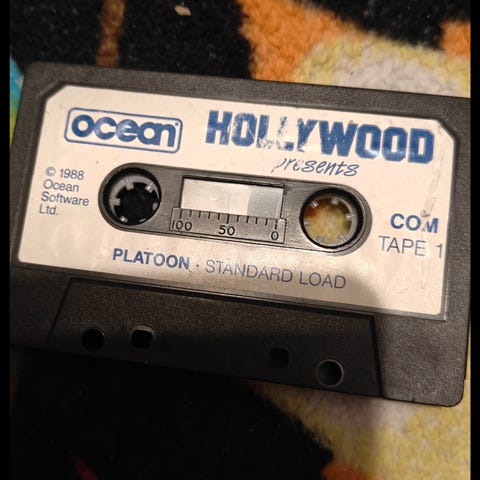 ocean
HOLLYWOOD
presents
© 1988
Ocean
Software
Ltd.
100 50 0
COM
TAPE 1
PLATOON · STANDARD LOAD